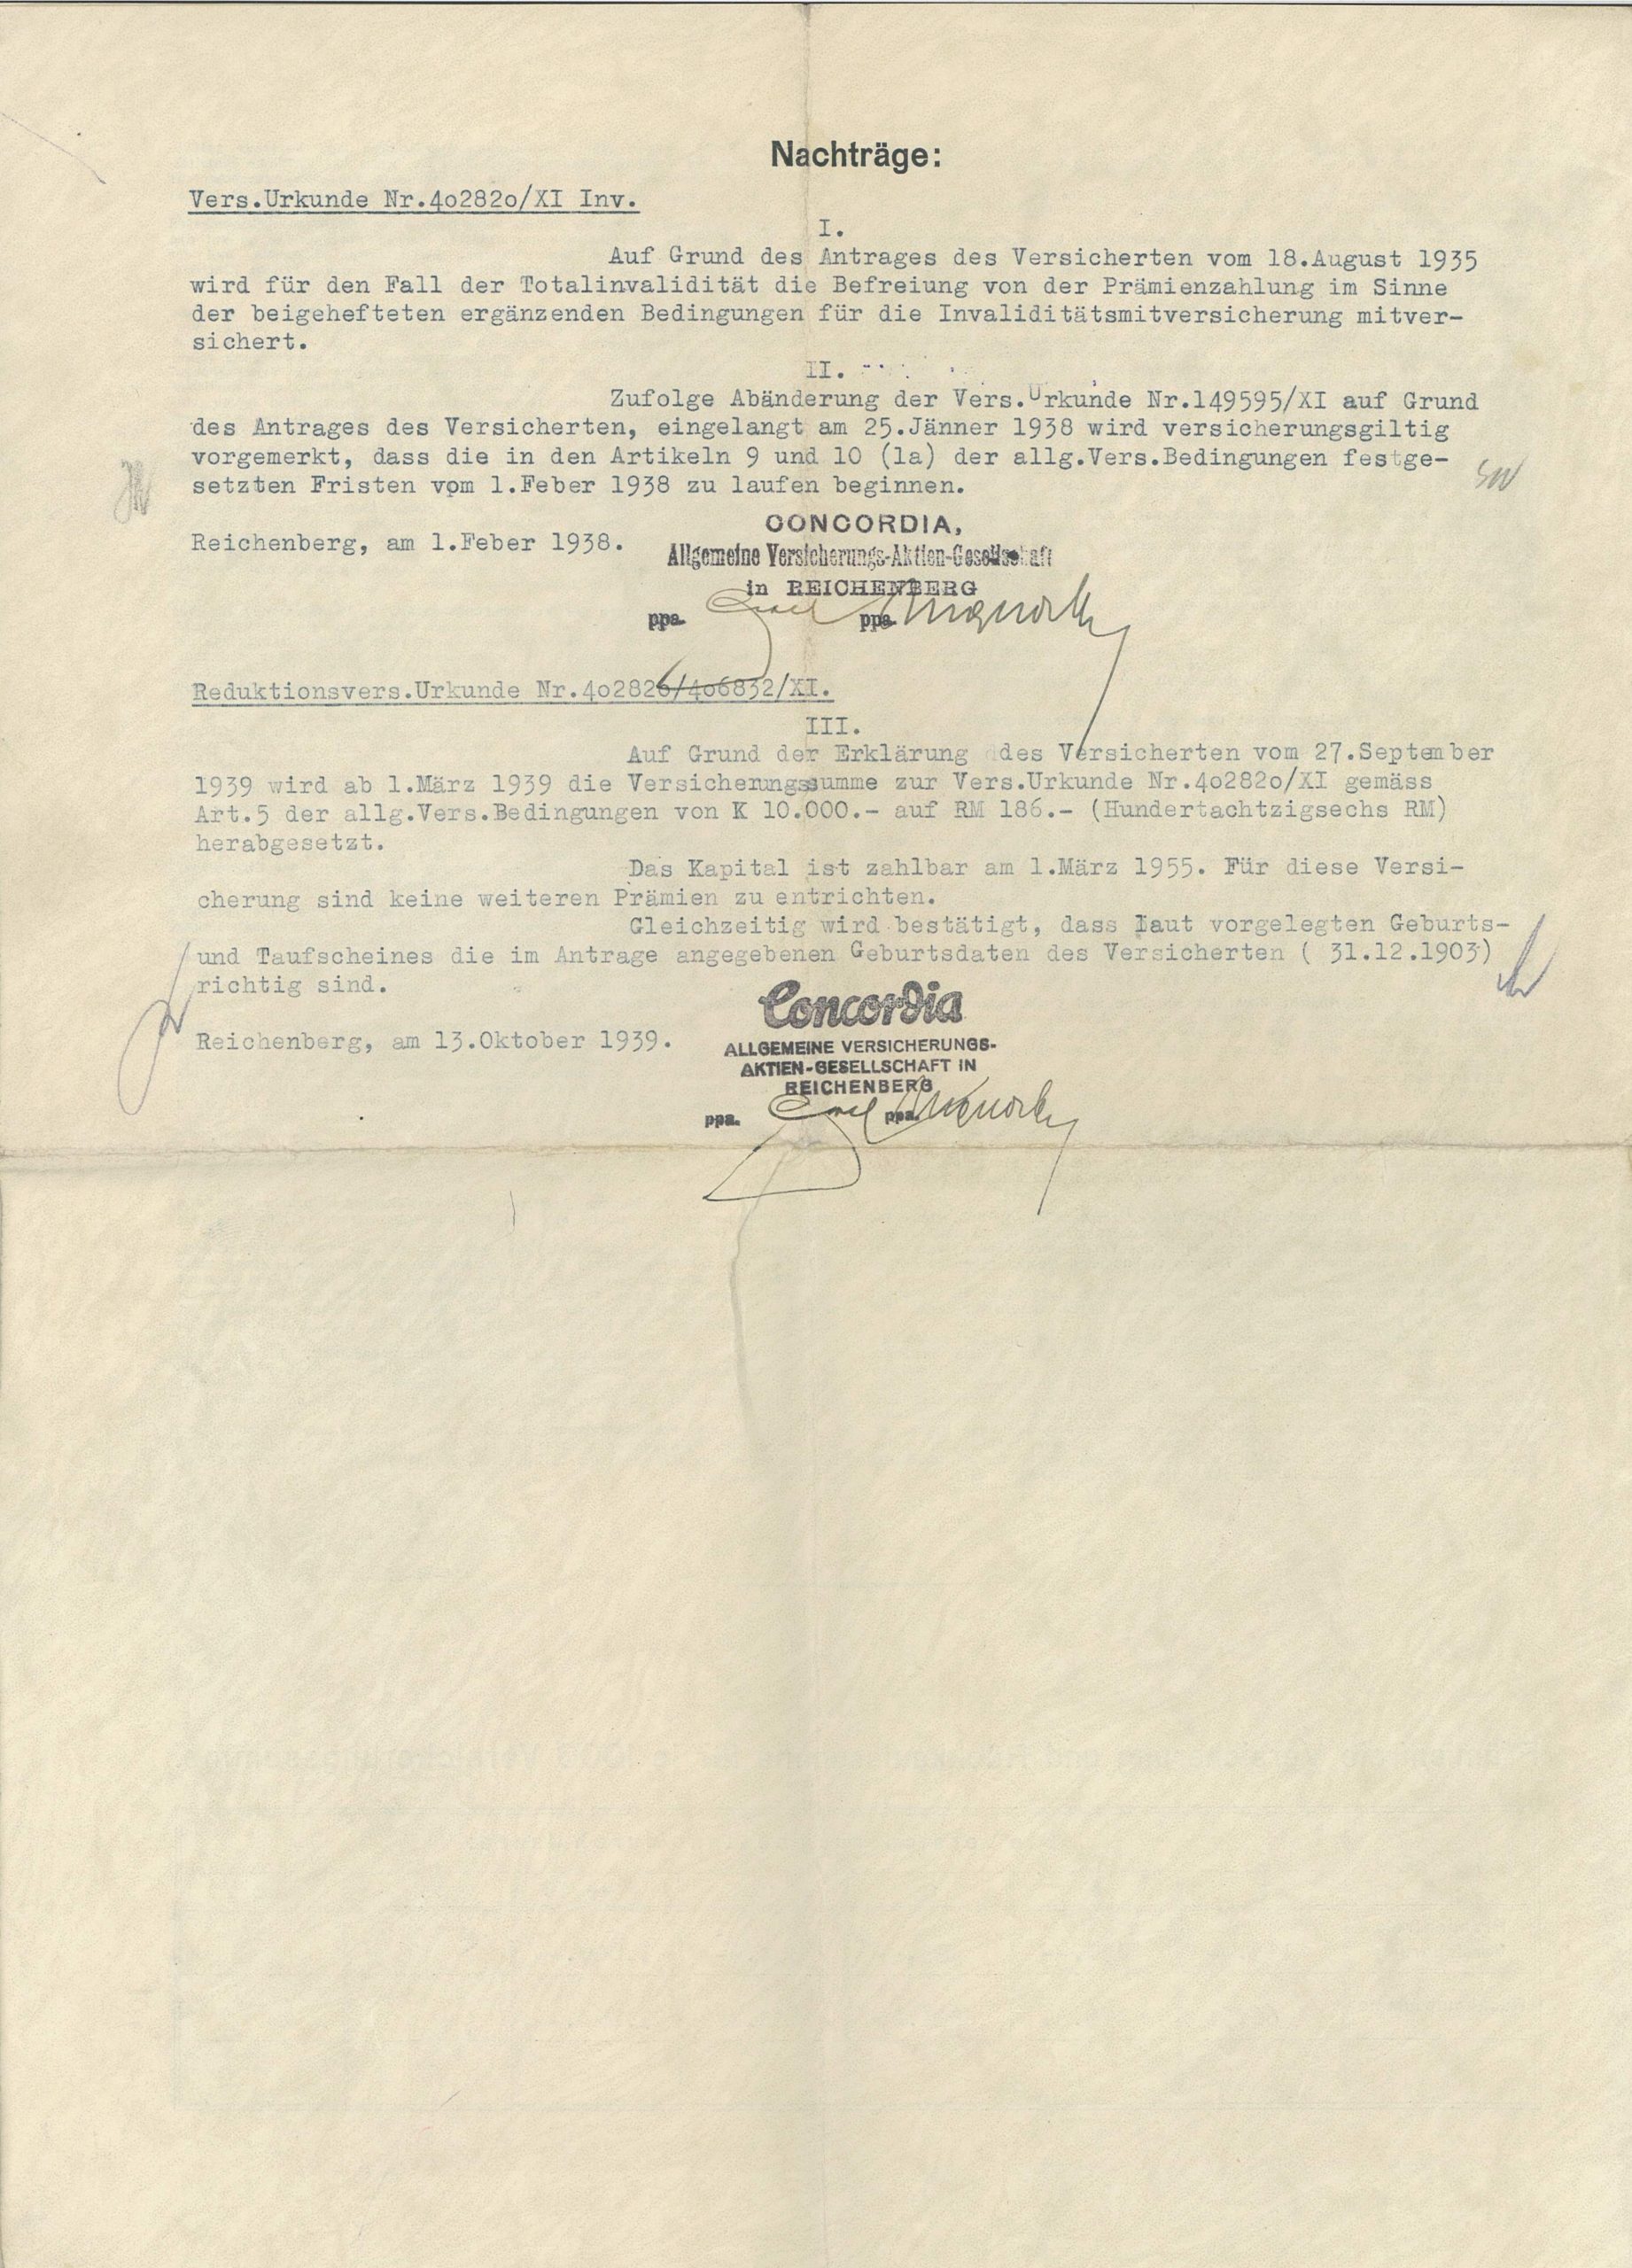 Nachträge:
Vers.Urkunde Nr.402820/XI Inv.
I.
Auf Grund des Antrages des Versicherten vom 18.August 1935
wird für den Fall der Totalinvalidität die Befreiung von der Prämienzahlung im Sinne
der beigehefteten ergänzenden Bedingungen für die Invaliditätsmitversicherung mitver-
sichert.
II.
Zufolge Abänderung der Vers.Urkunde Nr.149595/XI auf Grund
des Antrages des Versicherten, eingelangt am 25.Jänner 1938 wird versicherungsgiltig
vorgemerkt, dass die in den Artikeln 9 und 10 (1a) der allg.Vers.Bedingungen festge-
setzten Fristen vom 1.Feber 1938 zu laufen beginnen.
CONCORDIA,
Reichenberg, am 1.Feber 1938.
Allgemeine Versicherungs-Aktien-Gesellschaft
in REICHENBERG
ppa. ppa.
Reduktionsvers.Urkunde Nr.402820/406832/XI.
III.
Auf Grund der Erklärung des Versicherten vom 27.September
1939 wird ab 1.März 1939 die Versicherungssumme zur Vers.Urkunde Nr.402820/XI gemäss
Art.5 der allg.Vers.Bedingungen von K 10.000.- auf RM 186.- (Hundertachtzigsechs RM)
herabgesetzt.
Das Kapital ist zahlbar am 1.März 1955. Für diese Versi-
cherung sind keine weiteren Prämien zu entrichten.
Gleichzeitig wird bestätigt, dass laut vorgelegten Geburts-
und Taufscheines die im Antrage angegebenen Geburtsdaten des Versicherten ( 31.12.1903)
richtig sind.
Concordia
Reichenberg, am 13.Oktober 1939.
ALLGEMEINE VERSICHERUNGS-
AKTIEN-GESELLSCHAFT IN
REICHENBERG
ppa. ppa.